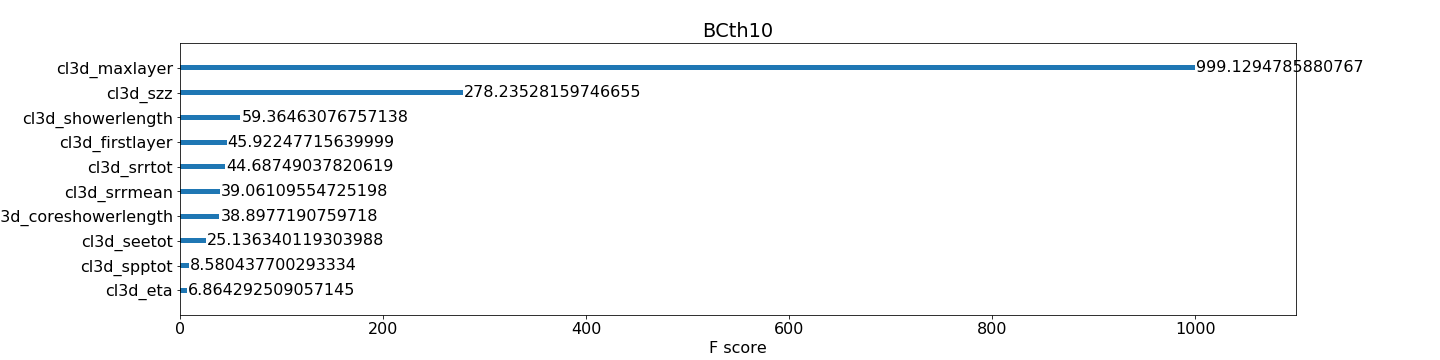 BCth10
cl3d_maxlayer 999.1294785880767
cl3d_szz 278.23528159746655
cl3d_showerlength 59.36463076757138
cl3d_firstlayer 45.92247715639999
cl3d_srrtot 44.68749037820619
cl3d_srrmean 39.06109554725198
3d_coreshowerlength 38.8977190759718
cl3d_seetot 25.136340119303988
cl3d_spptot 8.580437700293334
cl3d_eta 6.864292509057145
0 200 400 600 800 1000
F score